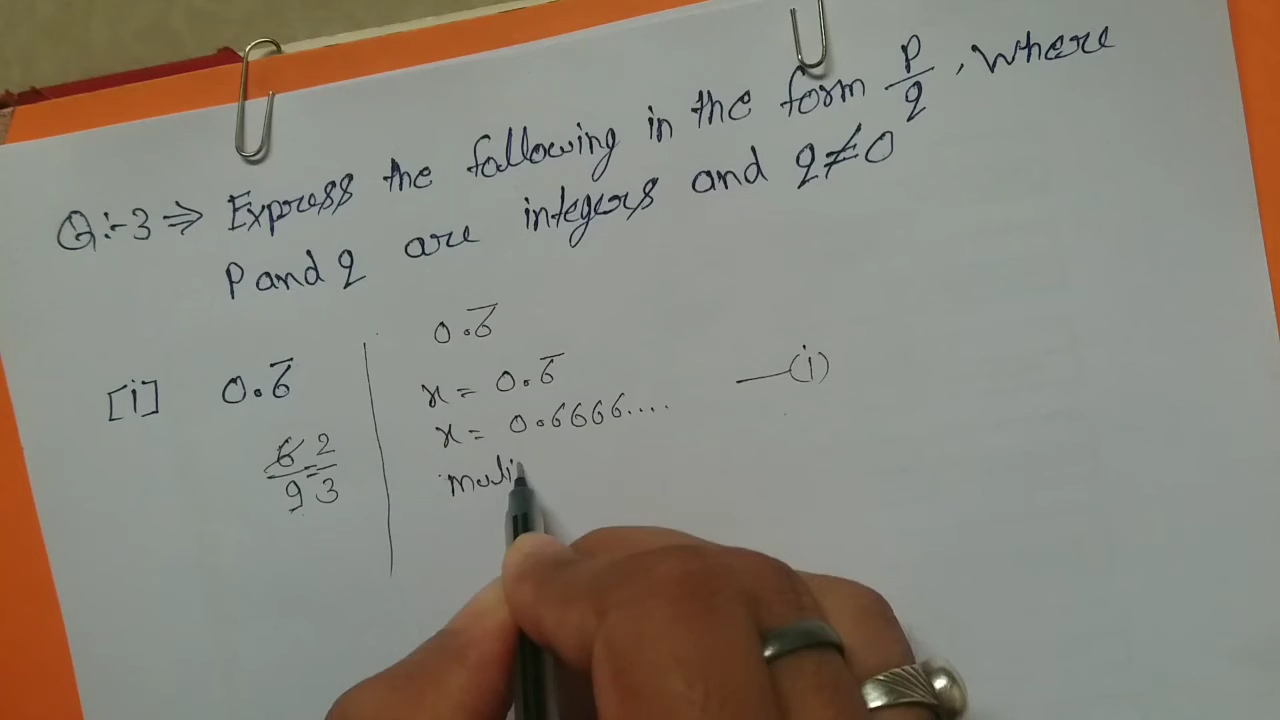 Q:-3 ⇒ Express the following in the form p/q, where
P and q are integers and q≠0
[i] 0.6̅
6/9 = 2/3
0.6̅
x = 0.6̅
x = 0.6666.... —(i)
mul